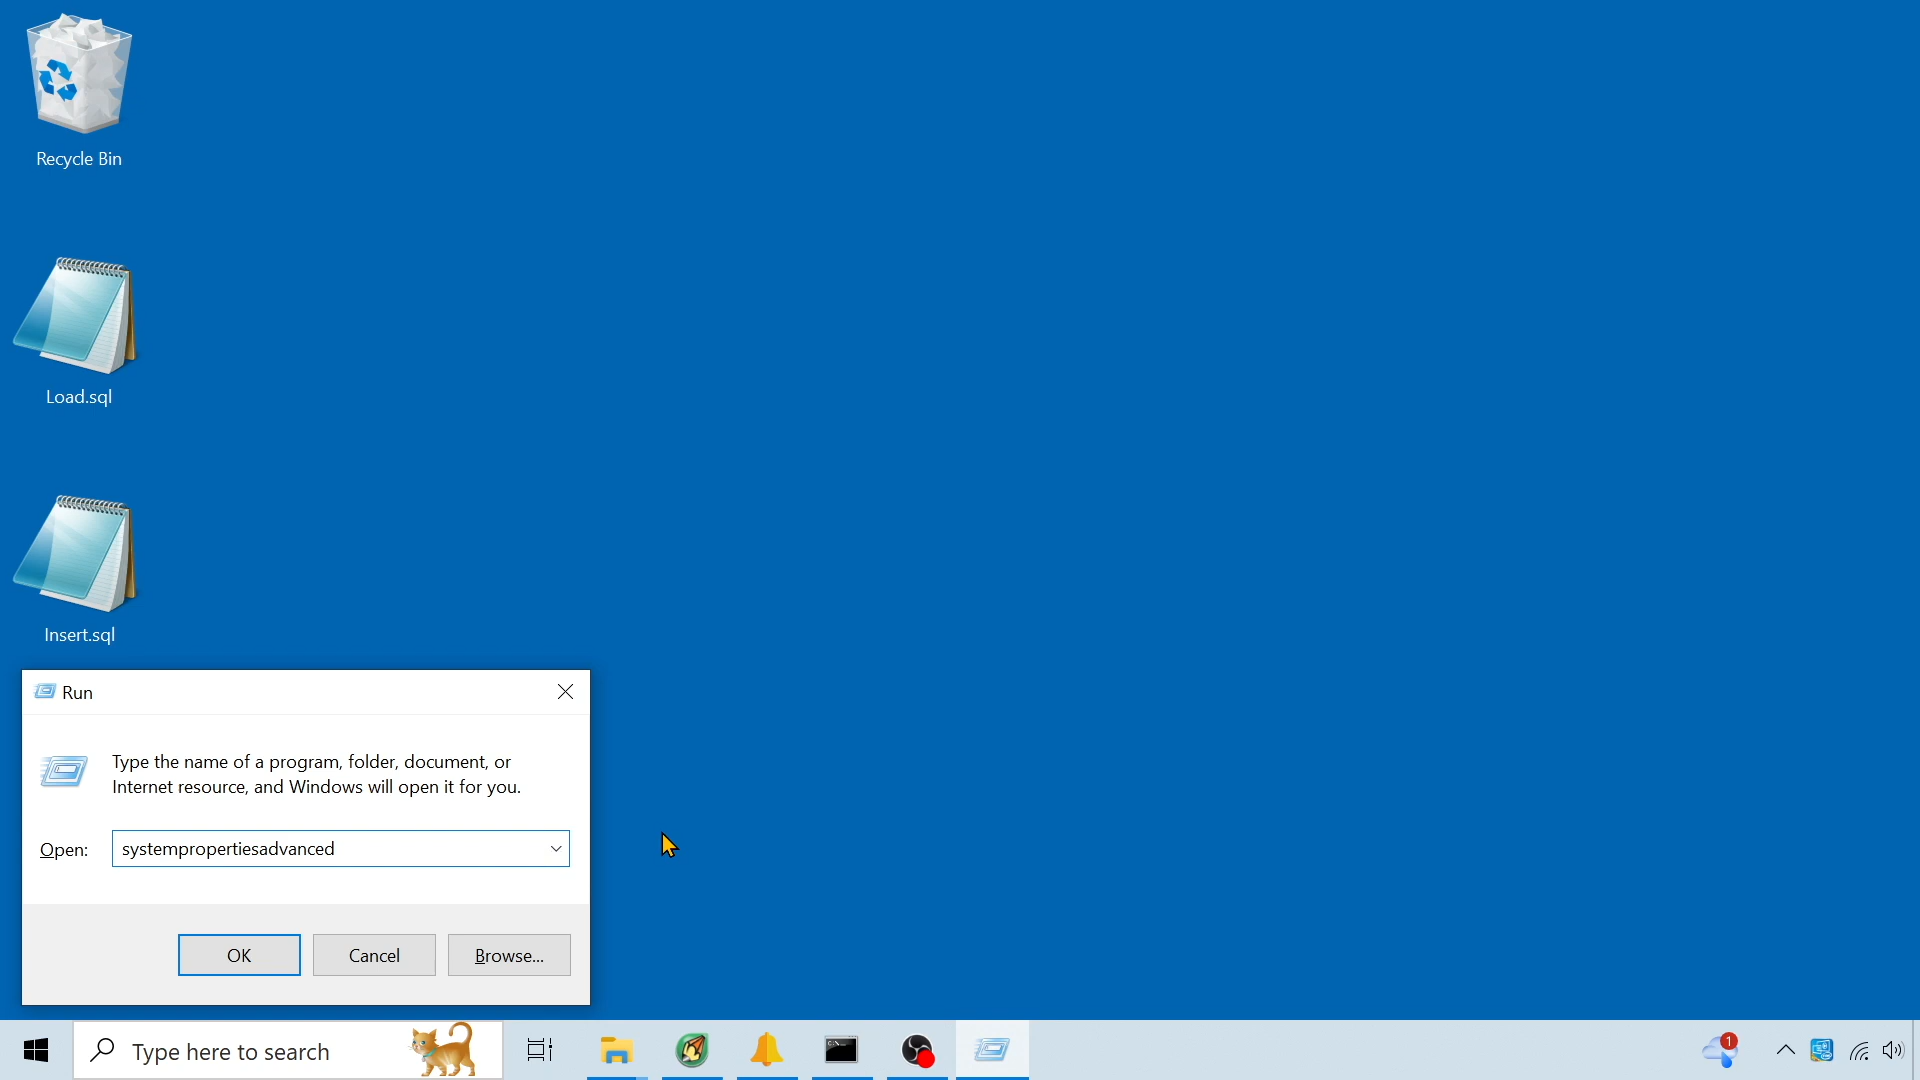 Recycle Bin
Load.sql
Insert.sql
Run
Type the name of a program, folder, document, or
Internet resource, and Windows will open it for you.
Open:
systempropertiesadvanced
OK
Cancel
Browse...
Type here to search
1